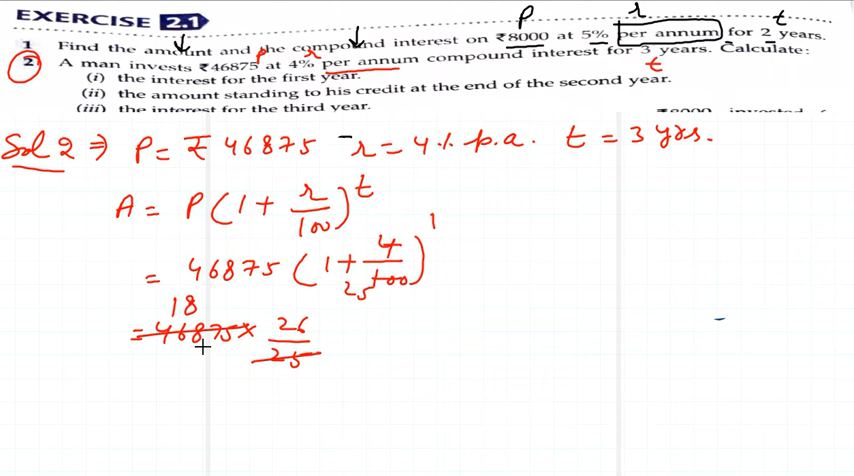 EXERCISE 2.1
P r t
1 Find the amount and the compound interest on ₹8000 at 5% per annum for 2 years.
P r t
2 A man invests ₹46875 at 4% per annum compound interest for 3 years. Calculate:
(i) the interest for the first year.
(ii) the amount standing to his credit at the end of the second year.
(iii) the interest for the third year.
Sol 2 ⇒ P = ₹ 46875 r = 4% p.a. t = 3 yrs.
A = P(1 + r/100)^t
= 46875 (1 + 4/100)^1
25
18
= 46875 × 26/25